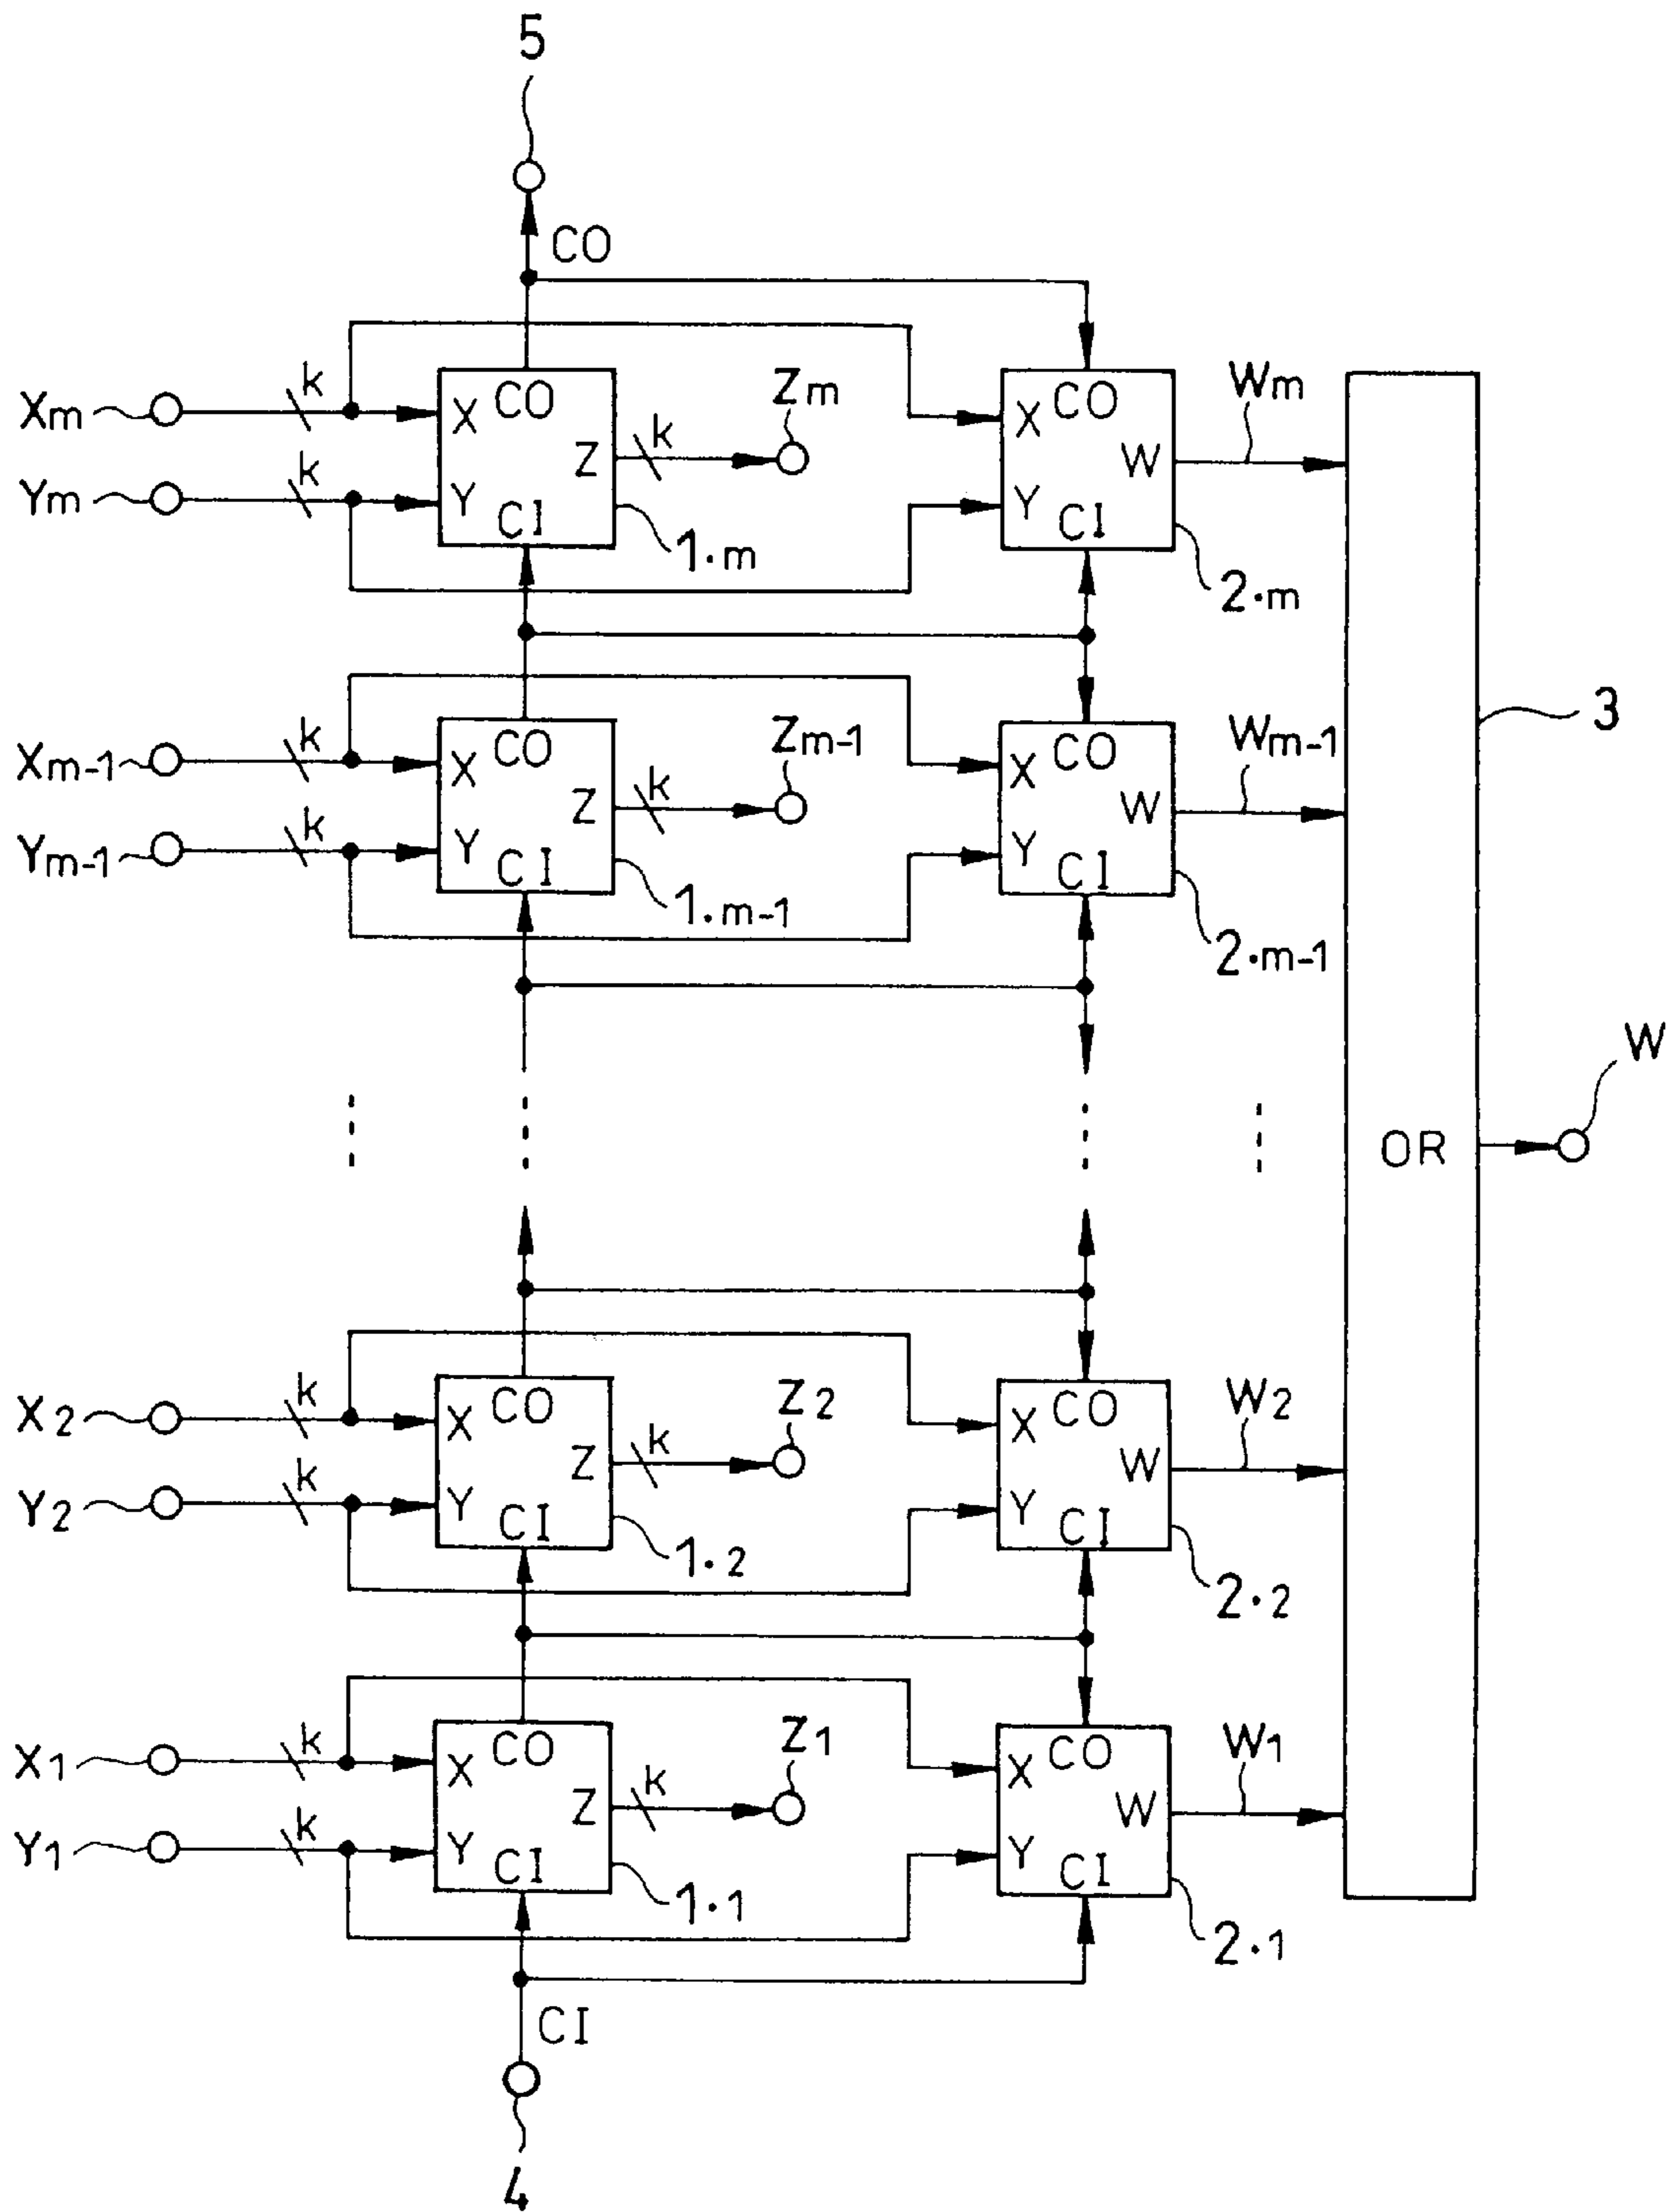 5
CO
Xm k X CO Z k Zm X CO W Wm
Ym k Y CI 1·m Y CI 2·m
3
Xm-1 k X CO Z k Zm-1 X CO W Wm-1
Ym-1 k Y CI 1·m-1 Y CI 2·m-1
W
OR
X2 k X CO Z k Z2 X CO W W2
Y2 k Y CI 1·2 Y CI 2·2
X1 k X CO Z k Z1 X CO W W1
Y1 k Y CI 1·1 Y CI 2·1
CI
4